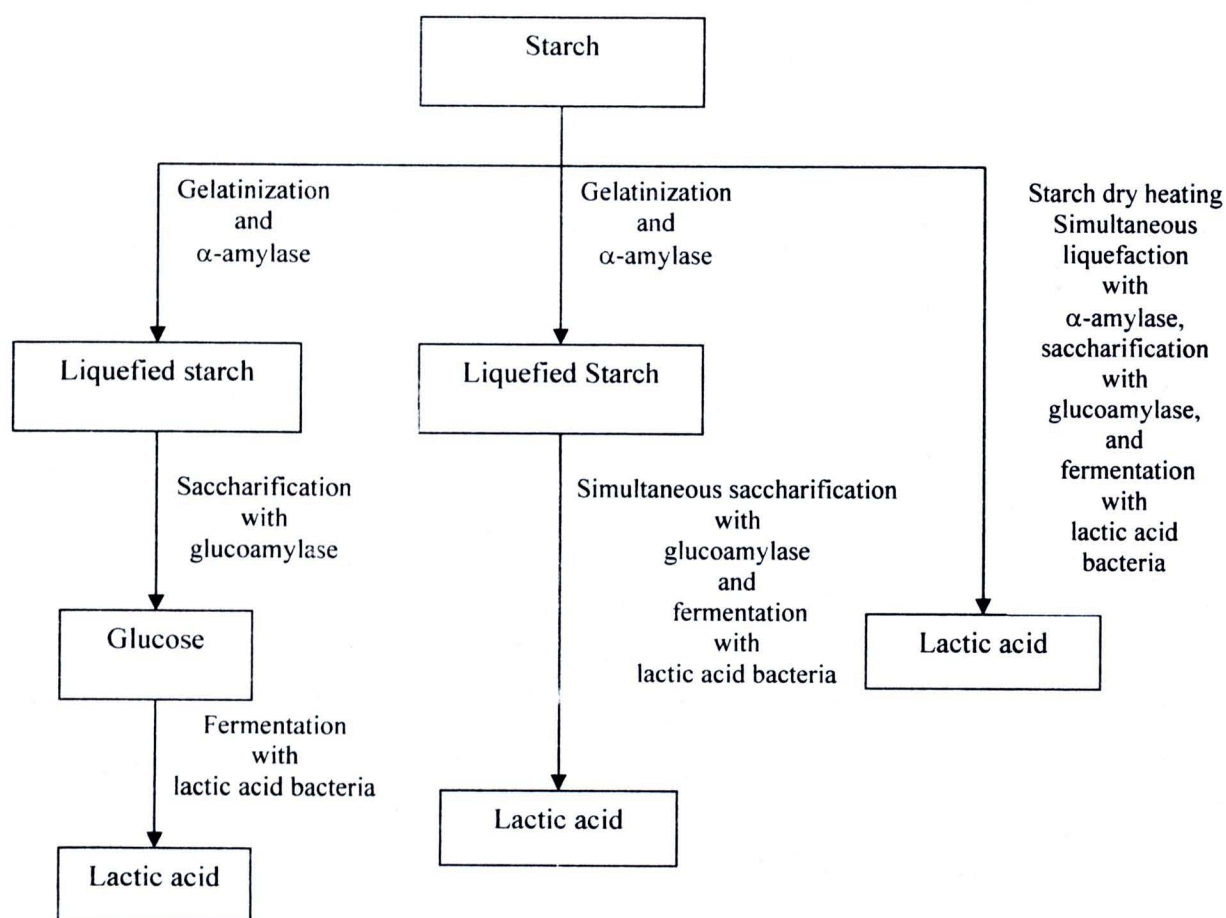 Starch
Gelatinization
and
α-amylase
Liquefied starch
Saccharification
with
glucoamylase
Glucose
Fermentation
with
lactic acid bacteria
Lactic acid
Gelatinization
and
α-amylase
Liquefied Starch
Simultaneous saccharification
with
glucoamylase
and
fermentation
with
lactic acid bacteria
Lactic acid
Starch dry heating
Simultaneous
liquefaction
with
α-amylase,
saccharification
with
glucoamylase,
and
fermentation
with
lactic acid
bacteria
Lactic acid